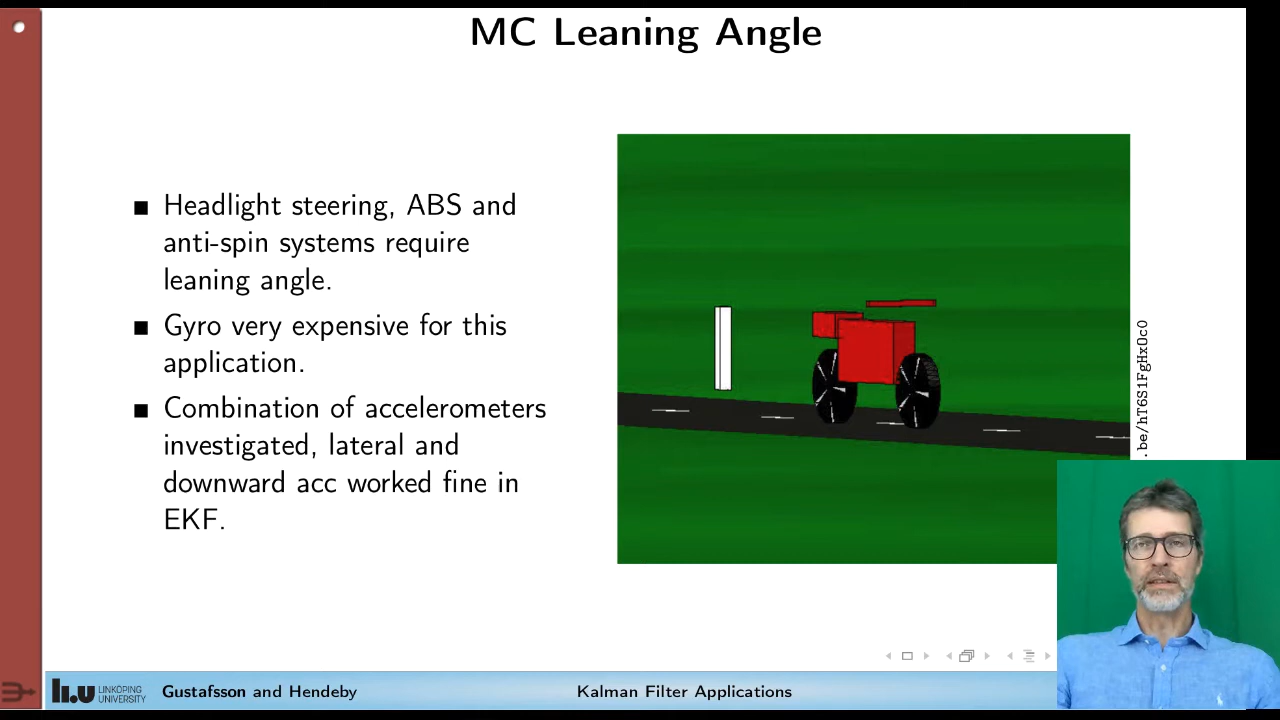 MC Leaning Angle
■ Headlight steering, ABS and
anti-spin systems require
leaning angle.
■ Gyro very expensive for this
application.
■ Combination of accelerometers
investigated, lateral and
downward acc worked fine in
EKF.
.be/hT6S1FgHx0c0
LINKÖPING
UNIVERSITY
Gustafsson and Hendeby
Kalman Filter Applications